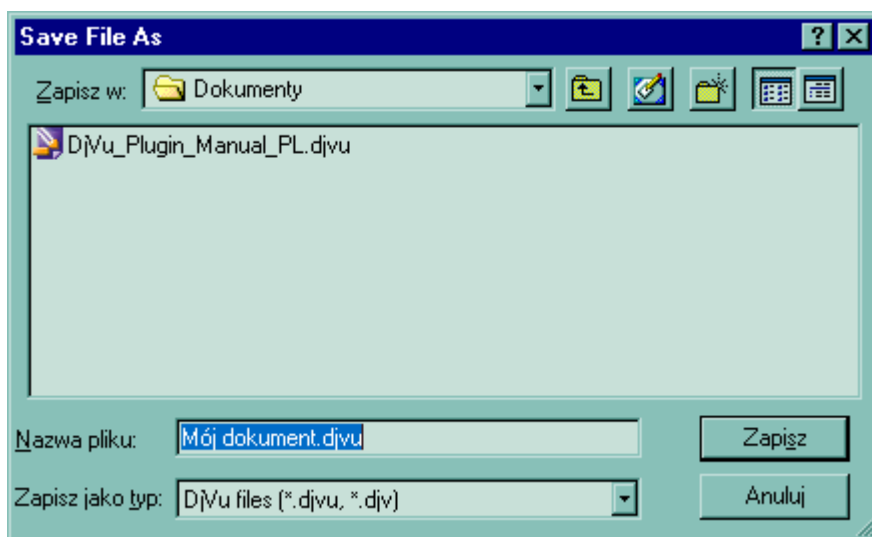 Save File As
Zapisz w: Dokumenty
DjVu_Plugin_Manual_PL.djvu
Nazwa pliku: Mój dokument.djvu Zapisz
Zapisz jako typ: DjVu files (*.djvu, *.djv) Anuluj